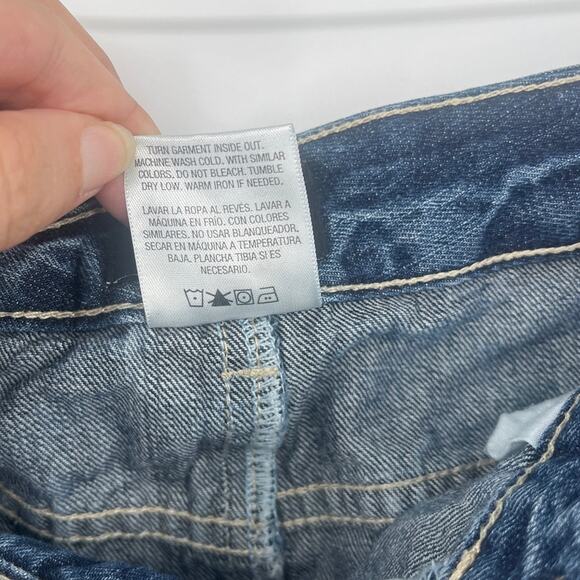 TURN GARMENT INSIDE OUT.
MACHINE WASH COLD. WITH SIMILAR
COLORS. DO NOT BLEACH. TUMBLE
DRY LOW. WARM IRON IF NEEDED.
LAVAR LA ROPA AL REVÉS. LAVAR A
MÁQUINA EN FRÍO. CON COLORES
SIMILARES. NO USAR BLANQUEADOR.
SECAR EN MÁQUINA A TEMPERATURA
BAJA. PLANCHA TIBIA SI ES
NECESARIO.